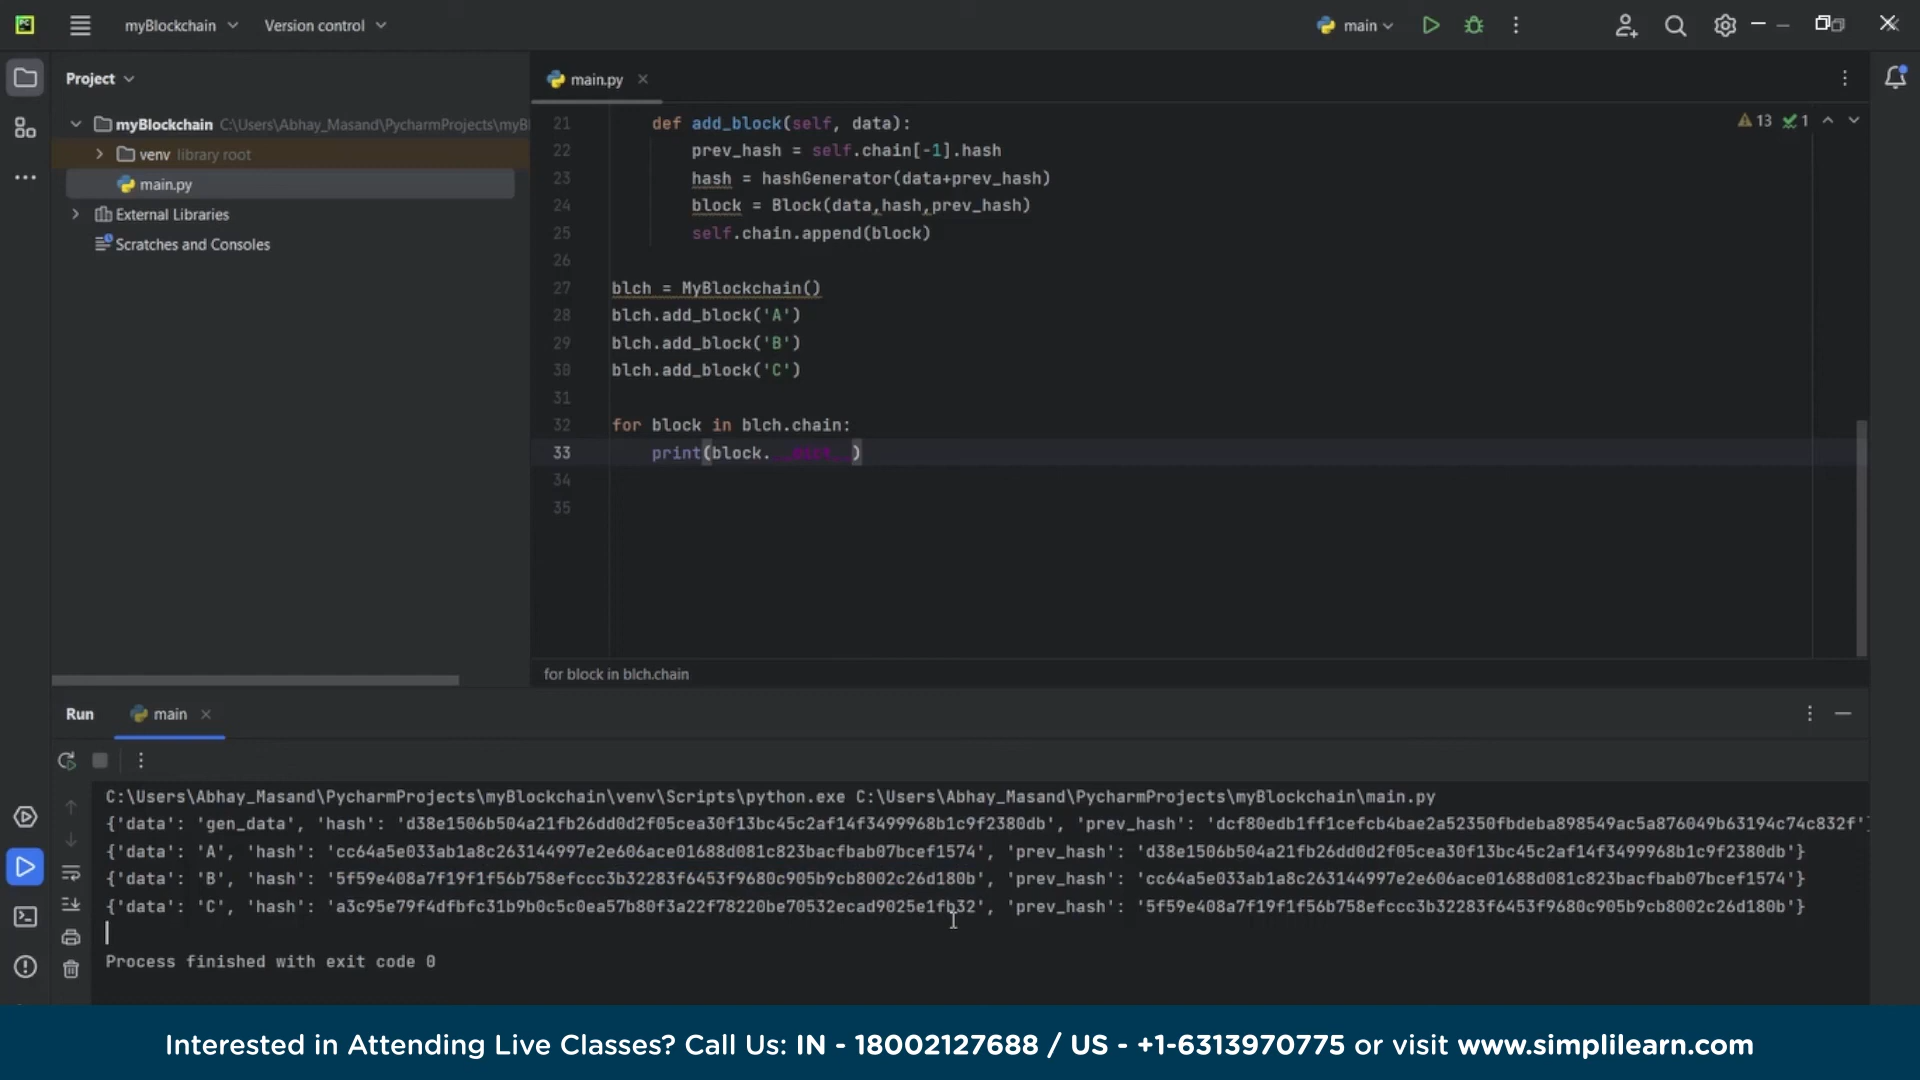 myBlockchain
Version control
main
Project
main.py
myBlockchain C:\Users\Abhay_Masand\PycharmProjects\myB
venv library root
main.py
External Libraries
Scratches and Consoles
21 def add_block(self, data):
22 prev_hash = self.chain[-1].hash
23 hash = hashGenerator(data+prev_hash)
24 block = Block(data,hash,prev_hash)
25 self.chain.append(block)
26
27 blch = MyBlockchain()
28 blch.add_block('A')
29 blch.add_block('B')
30 blch.add_block('C')
31
32 for block in blch.chain:
33 print(block.__dict__)
34
35
13 1
for block in blch.chain
Run main
C:\Users\Abhay_Masand\PycharmProjects\myBlockchain\venv\Scripts\python.exe C:\Users\Abhay_Masand\PycharmProjects\myBlockchain\main.py
{'data': 'gen_data', 'hash': 'd38e1506b504a21fb26dd0d2f05cea30f13bc45c2af14f3499968b1c9f2380db', 'prev_hash': 'dcf80edb1ff1cefcb4bae2a52350fbdeba898549ac5a876049b63194c74c832f'
{'data': 'A', 'hash': 'cc64a5e033ab1a8c263144997e2e606ace01688d081c823bacfbab07bcef1574', 'prev_hash': 'd38e1506b504a21fb26dd0d2f05cea30f13bc45c2af14f3499968b1c9f2380db'}
{'data': 'B', 'hash': '5f59e408a7f19f1f56b758efccc3b32283f6453f9680c905b9cb8002c26d180b', 'prev_hash': 'cc64a5e033ab1a8c263144997e2e606ace01688d081c823bacfbab07bcef1574'}
{'data': 'C', 'hash': 'a3c95e79f4dfbfc31b9b0c5c0ea57b80f3a22f78220be70532ecad9025e1fb32', 'prev_hash': '5f59e408a7f19f1f56b758efccc3b32283f6453f9680c905b9cb8002c26d180b'}
Process finished with exit code 0
Interested in Attending Live Classes? Call Us: IN - 18002127688 / US - +1-6313970775 or visit www.simplilearn.com